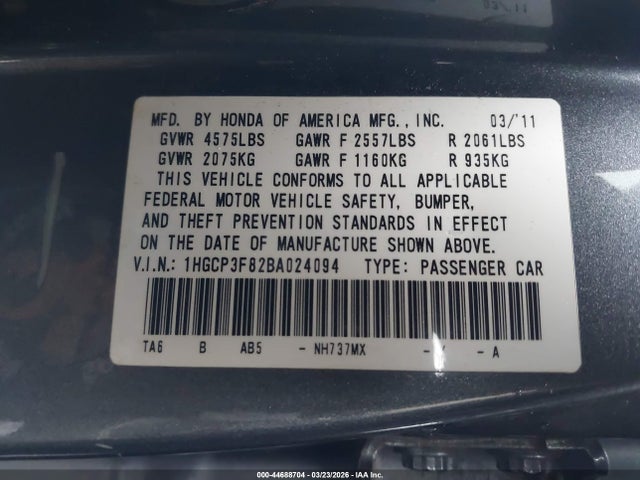 MFD. BY HONDA OF AMERICA MFG., INC. 03/'11
GVWR 4575LBS GAWR F 2557LBS R 2061LBS
GVWR 2075KG GAWR F 1160KG R 935KG
THIS VEHICLE CONFORMS TO ALL APPLICABLE
FEDERAL MOTOR VEHICLE SAFETY, BUMPER,
AND THEFT PREVENTION STANDARDS IN EFFECT
ON THE DATE OF MANUFACTURE SHOWN ABOVE.
V.I.N.: 1HGCP3F82BA024094 TYPE: PASSENGER CAR
TA6 B AB5 - NH737MX - - A
000-44688704 - 03/23/2026 - IAA Inc.